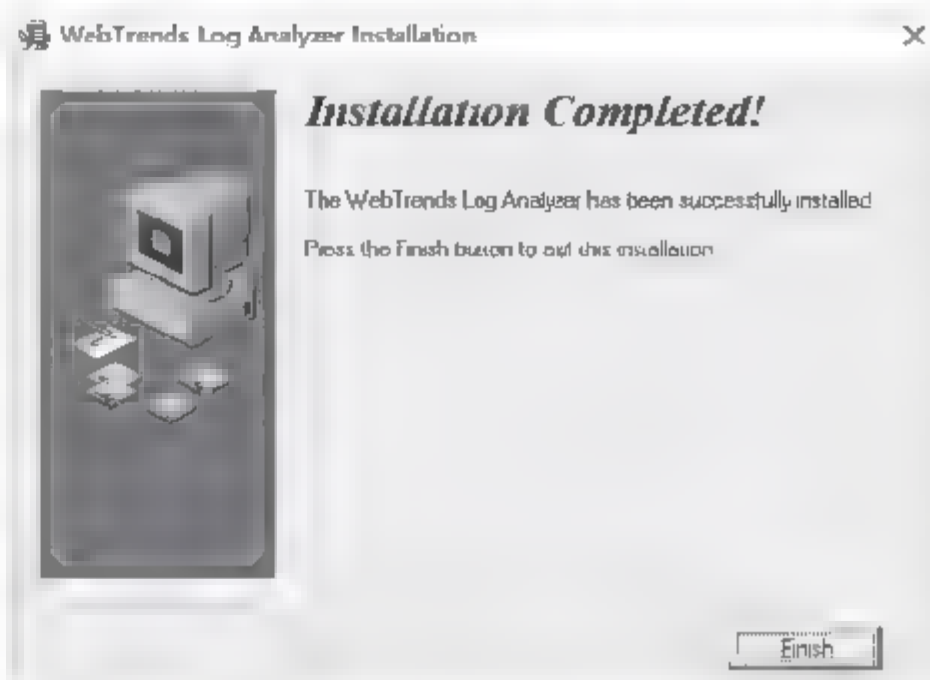 WebTrends Log Analyzer Installation
Installation Completed!
The WebTrends Log Analyzer has been successfully installed
Press the Finish button to exit this installation
Finish